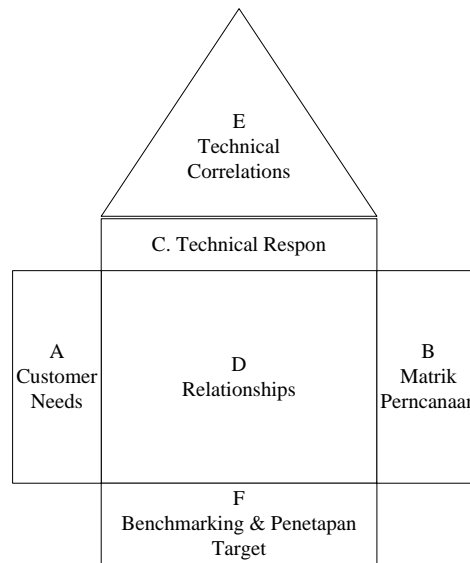 E
Technical
Correlations
C. Technical Respon
A
Customer
Needs
D
Relationships
B
Matrik
Perncanaan
F
Benchmarking & Penetapan
Target